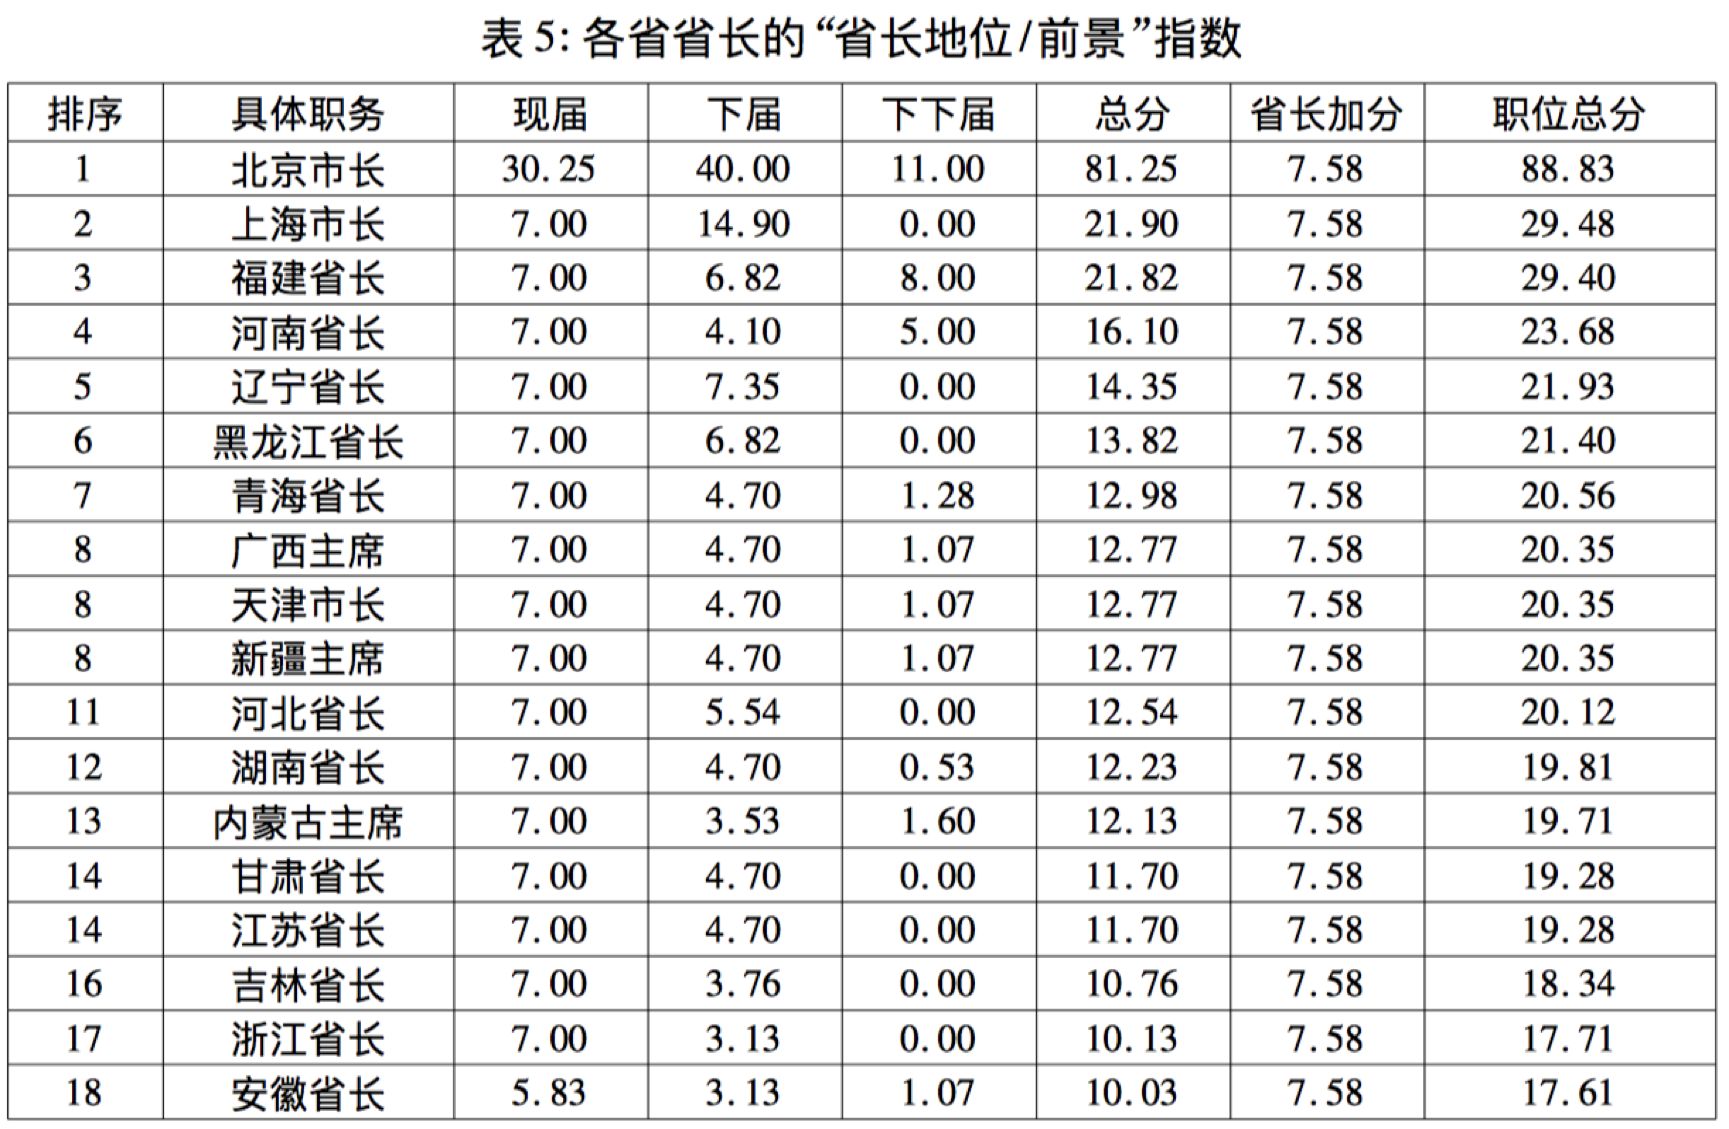 表 5: 各省省长的“省长地位/前景”指数
排序 具体职务 现届 下届 下下届 总分 省长加分 职位总分
1 北京市长 30.25 40.00 11.00 81.25 7.58 88.83
2 上海市长 7.00 14.90 0.00 21.90 7.58 29.48
3 福建省长 7.00 6.82 8.00 21.82 7.58 29.40
4 河南省长 7.00 4.10 5.00 16.10 7.58 23.68
5 辽宁省长 7.00 7.35 0.00 14.35 7.58 21.93
6 黑龙江省长 7.00 6.82 0.00 13.82 7.58 21.40
7 青海省长 7.00 4.70 1.28 12.98 7.58 20.56
8 广西主席 7.00 4.70 1.07 12.77 7.58 20.35
8 天津市长 7.00 4.70 1.07 12.77 7.58 20.35
8 新疆主席 7.00 4.70 1.07 12.77 7.58 20.35
11 河北省长 7.00 5.54 0.00 12.54 7.58 20.12
12 湖南省长 7.00 4.70 0.53 12.23 7.58 19.81
13 内蒙古主席 7.00 3.53 1.60 12.13 7.58 19.71
14 甘肃省长 7.00 4.70 0.00 11.70 7.58 19.28
14 江苏省长 7.00 4.70 0.00 11.70 7.58 19.28
16 吉林省长 7.00 3.76 0.00 10.76 7.58 18.34
17 浙江省长 7.00 3.13 0.00 10.13 7.58 17.71
18 安徽省长 5.83 3.13 1.07 10.03 7.58 17.61